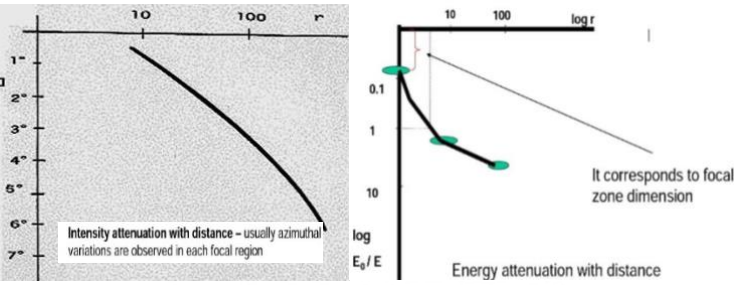 10 100 r
1°
2°
3°
4°
5°
6°
7°
Intensity attenuation with distance – usually azimuthal
variations are observed in each focal region
10 100 log r
0.1
1
10
log
E₀/E
It corresponds to focal
zone dimension
Energy attenuation with distance